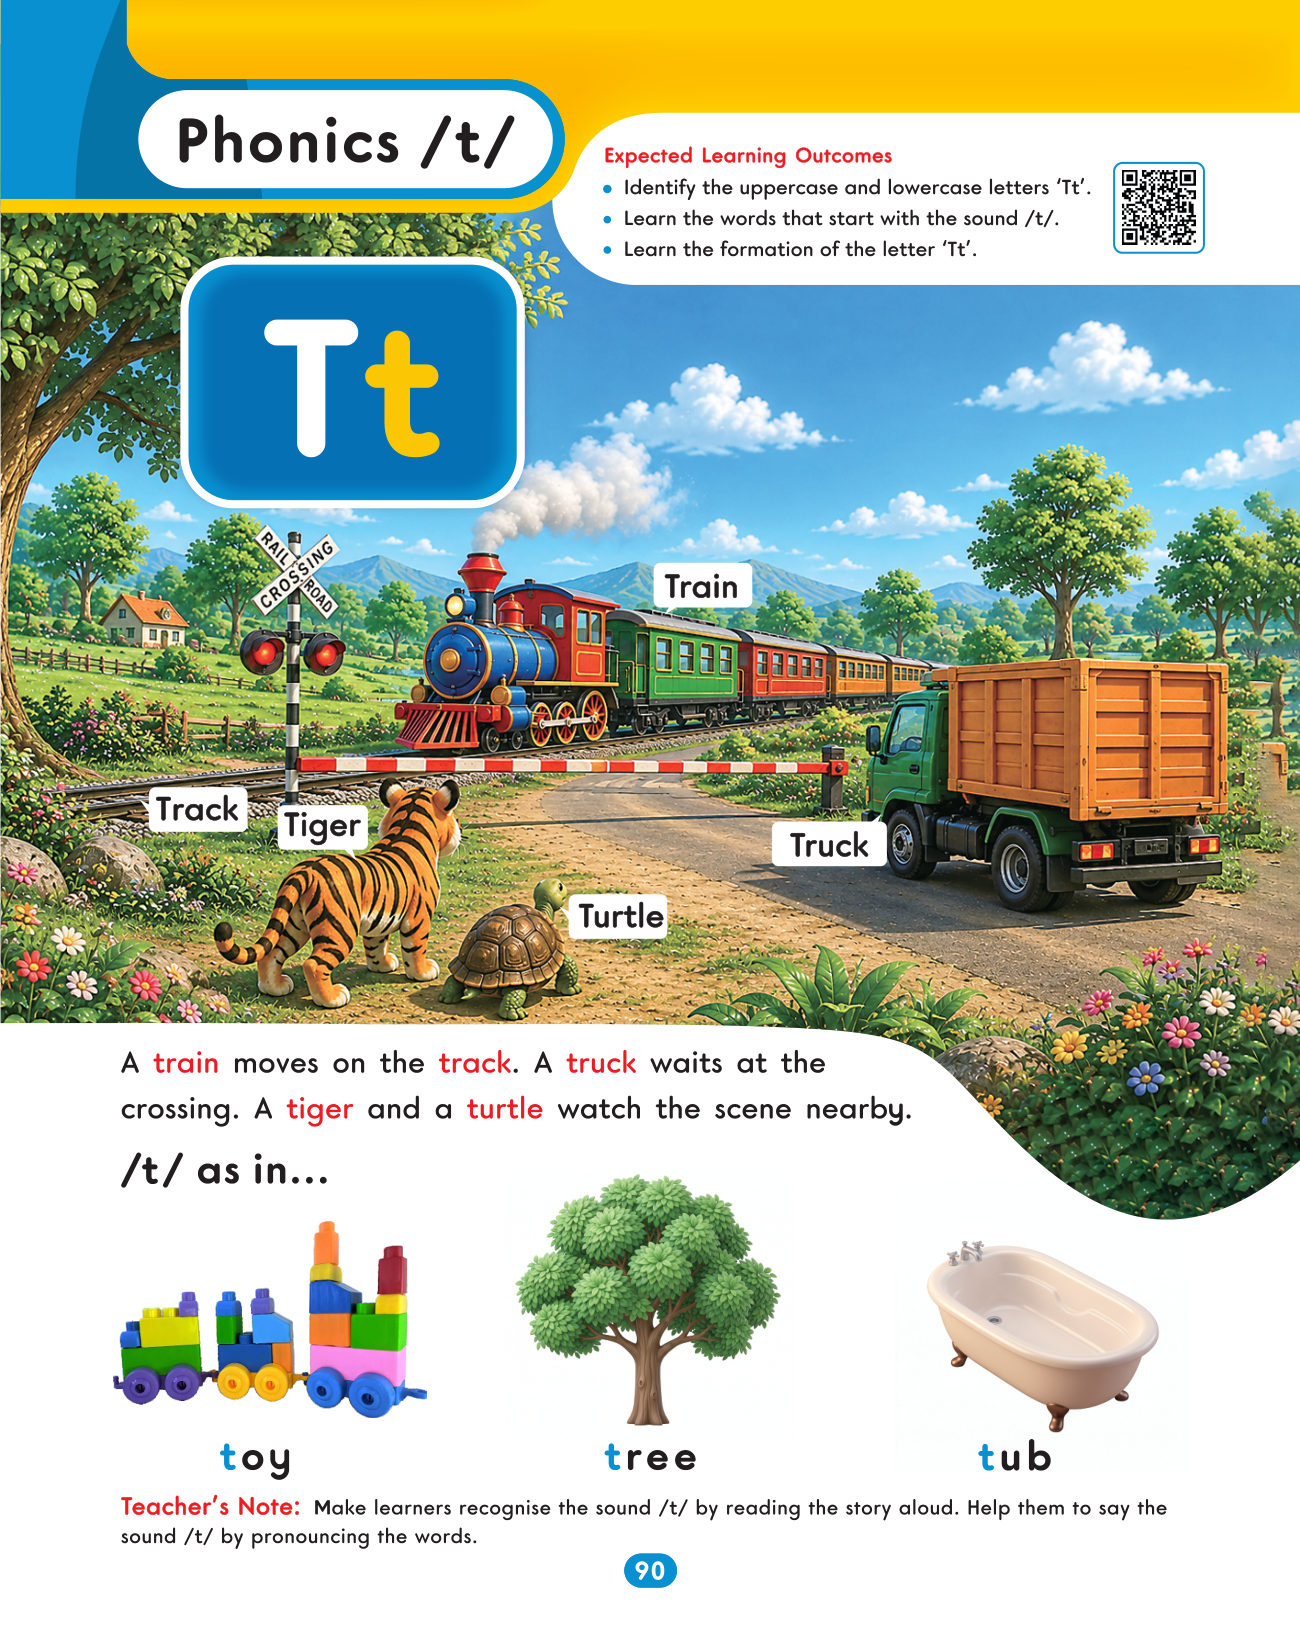 Phonics /t/
Expected Learning Outcomes
• Identify the uppercase and lowercase letters ‘Tt’.
• Learn the words that start with the sound /t/.
• Learn the formation of the letter ‘Tt’.
Tt
RAIL ROAD
CROSSING
Train
Track
Tiger
Truck
Turtle
A train moves on the track. A truck waits at the
crossing. A tiger and a turtle watch the scene nearby.
/t/ as in...
toy
tree
tub
Teacher’s Note: Make learners recognise the sound /t/ by reading the story aloud. Help them to say the
sound /t/ by pronouncing the words.
90